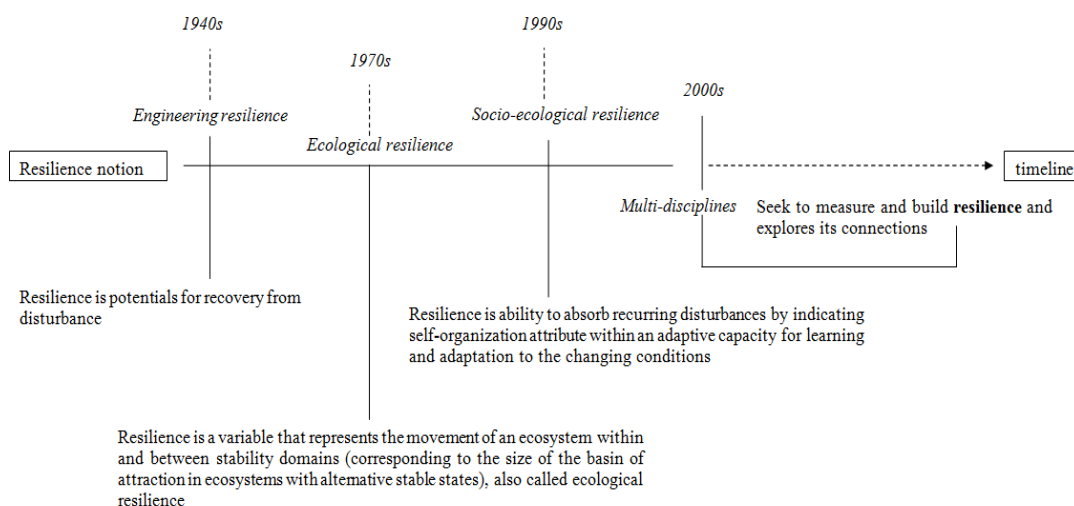 1940s
1990s
1970s
2000s
Engineering resilience
Socio-ecological resilience
Ecological resilience
Resilience notion
timeline
Multi-disciplines
Seek to measure and build resilience and
explores its connections
Resilience is potentials for recovery from
disturbance
Resilience is ability to absorb recurring disturbances by indicating
self-organization attribute within an adaptive capacity for learning
and adaptation to the changing conditions
Resilience is a variable that represents the movement of an ecosystem within
and between stability domains (corresponding to the size of the basin of
attraction in ecosystems with alternative stable states), also called ecological
resilience